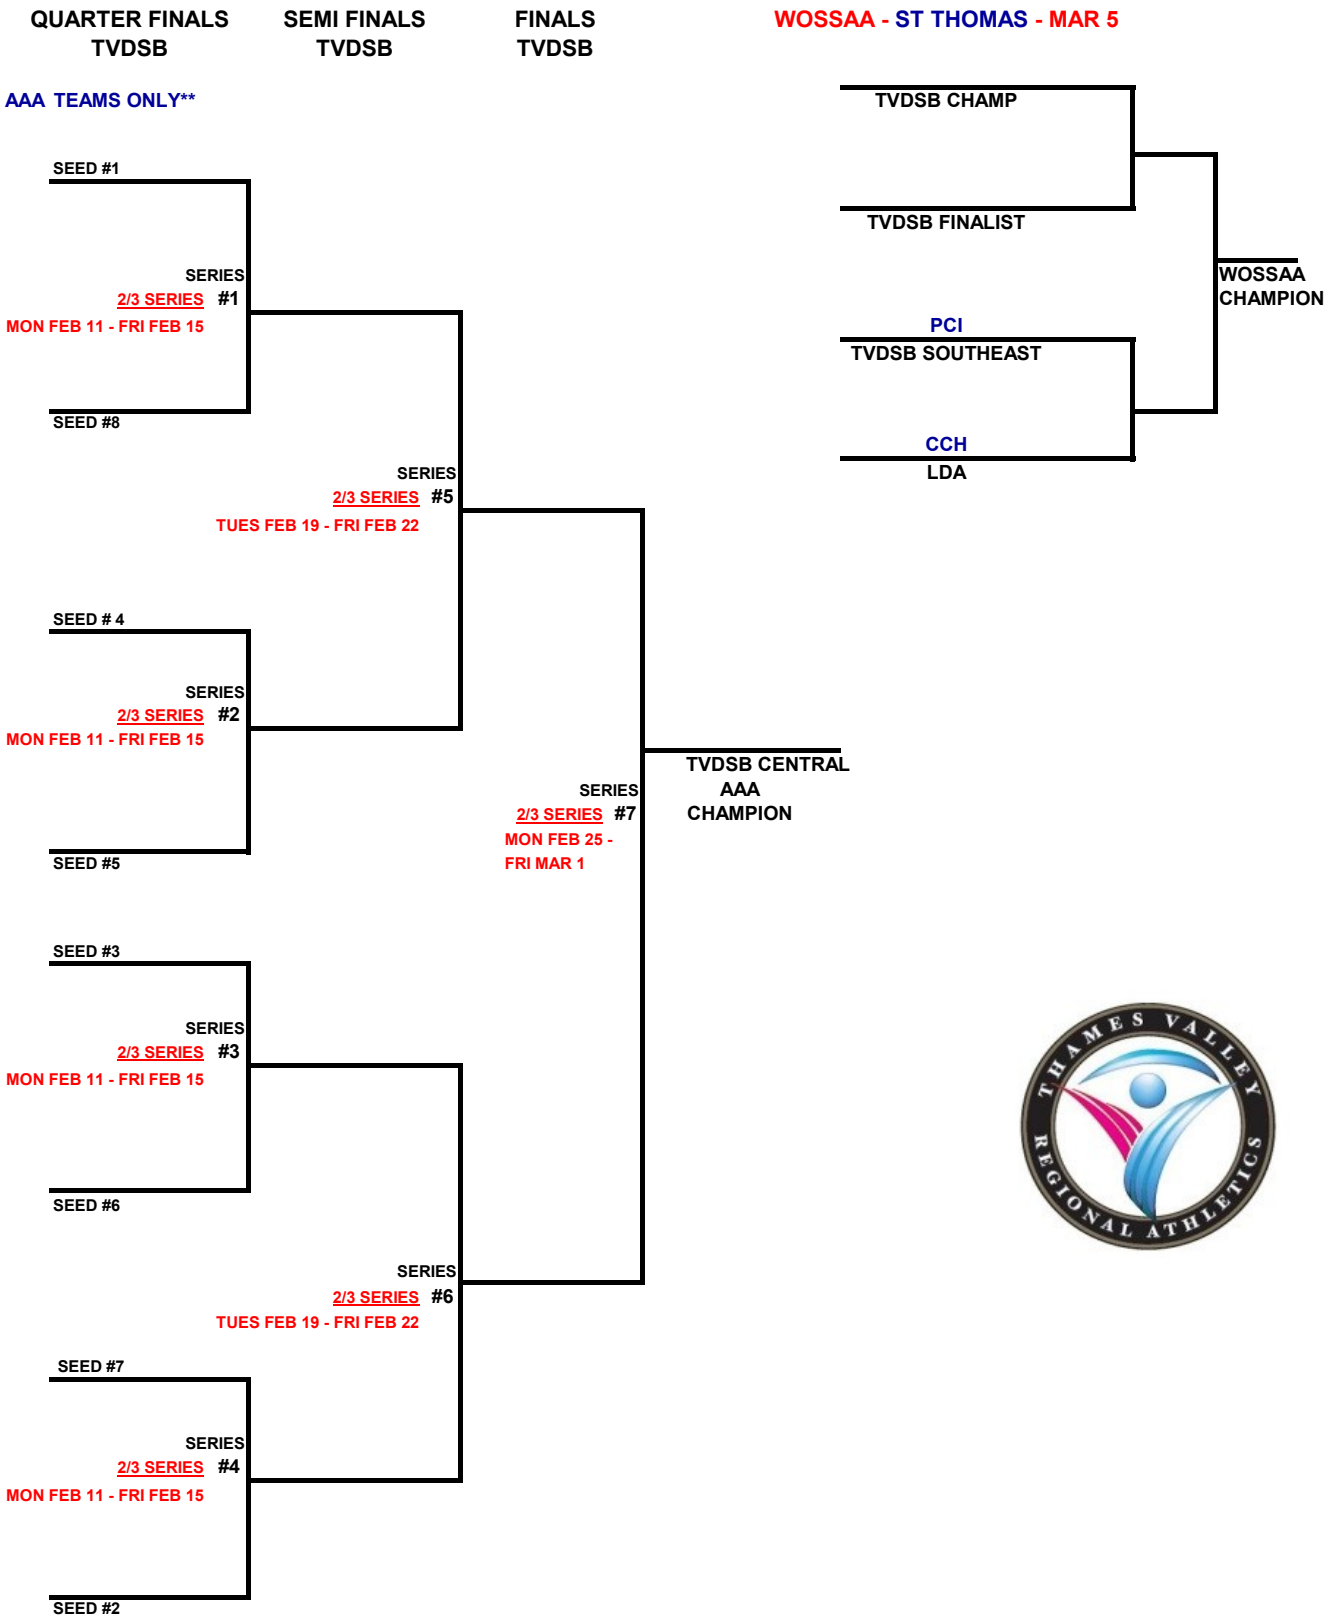 QUARTER FINALS
TVDSB
SEMI FINALS
TVDSB
FINALS
TVDSB
WOSSAA - ST THOMAS - MAR 5
AAA  TEAMS ONLY**
SEED #1
SERIES
2/3 SERIES #1
MON FEB 11 - FRI FEB 15
SEED #8
SERIES
2/3 SERIES #5
TUES FEB 19 - FRI FEB 22
SEED # 4
SERIES
2/3 SERIES #2
MON FEB 11 - FRI FEB 15
SEED #5
SERIES
2/3 SERIES #7
MON FEB 25 -
FRI MAR 1
TVDSB CENTRAL
AAA
CHAMPION
SEED #3
SERIES
2/3 SERIES #3
MON FEB 11 - FRI FEB 15
SEED #6
SERIES
2/3 SERIES #6
TUES FEB 19 - FRI FEB 22
SEED #7
SERIES
2/3 SERIES #4
MON FEB 11 - FRI FEB 15
SEED #2
TVDSB CHAMP
TVDSB FINALIST
WOSSAA
CHAMPION
PCI
TVDSB SOUTHEAST
CCH
LDA
THAMES VALLEY
REGIONAL ATHLETICS